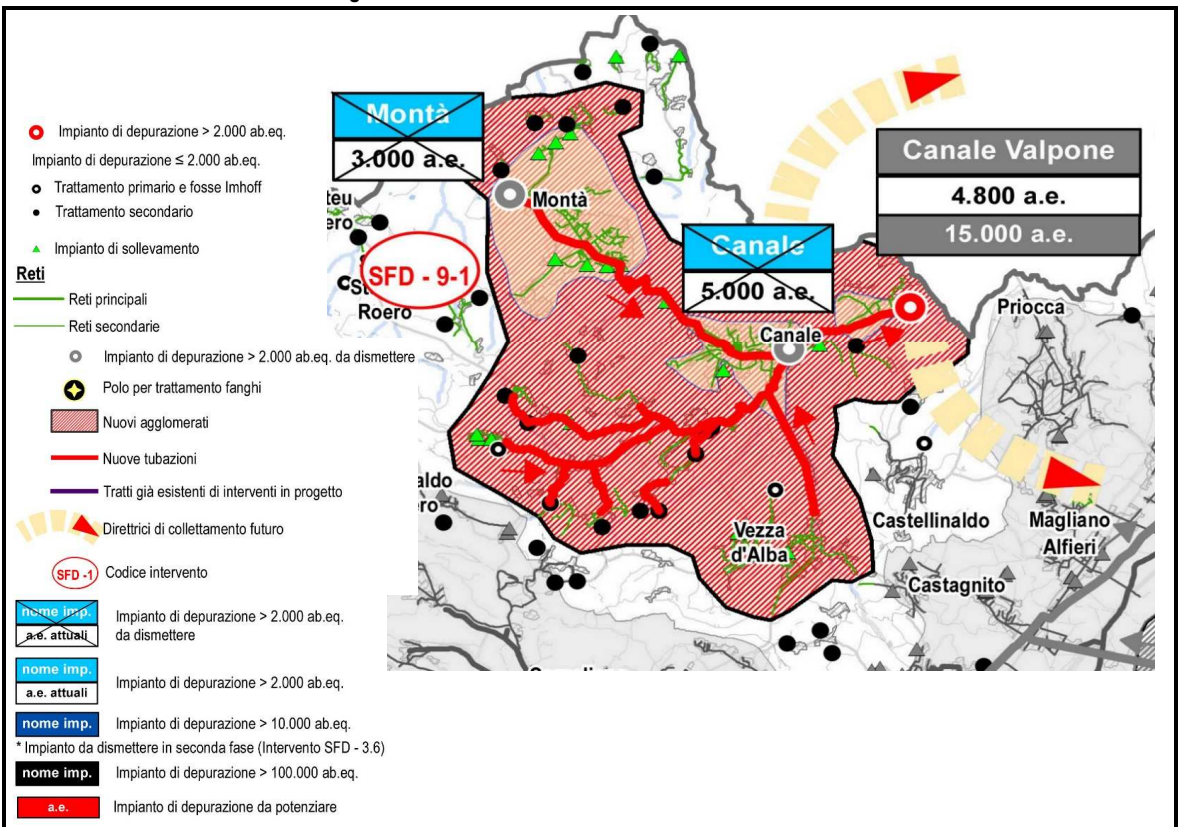 Impianto di depurazione > 2.000 ab.eq.
Impianto di depurazione ≤ 2.000 ab.eq.
Trattamento primario e fosse Imhoff
Trattamento secondario
Impianto di sollevamento
Reti
Reti principali
Reti secondarie
Impianto di depurazione > 2.000 ab.eq. da dismettere
Polo per trattamento fanghi
Nuovi agglomerati
Nuove tubazioni
Tratti già esistenti di interventi in progetto
Direttrici di collettamento futuro
SFD -1
Codice intervento
nome imp.
a.e. attuali
Impianto di depurazione > 2.000 ab.eq.
da dismettere
nome imp.
a.e. attuali
Impianto di depurazione > 2.000 ab.eq.
nome imp.
Impianto di depurazione > 10.000 ab.eq.
* Impianto da dismettere in seconda fase (Intervento SFD - 3.6)
nome imp.
Impianto di depurazione > 100.000 ab.eq.
a.e.
Impianto di depurazione da potenziare
Montà
3.000 a.e.
Canale Valpone
4.800 a.e.
15.000 a.e.
Montà
Canale
5.000 a.e.
SFD - 9-1
Roero
Priocca
Canale
Vezza
d'Alba
Castellinaldo
Magliano
Alfieri
Castagnito